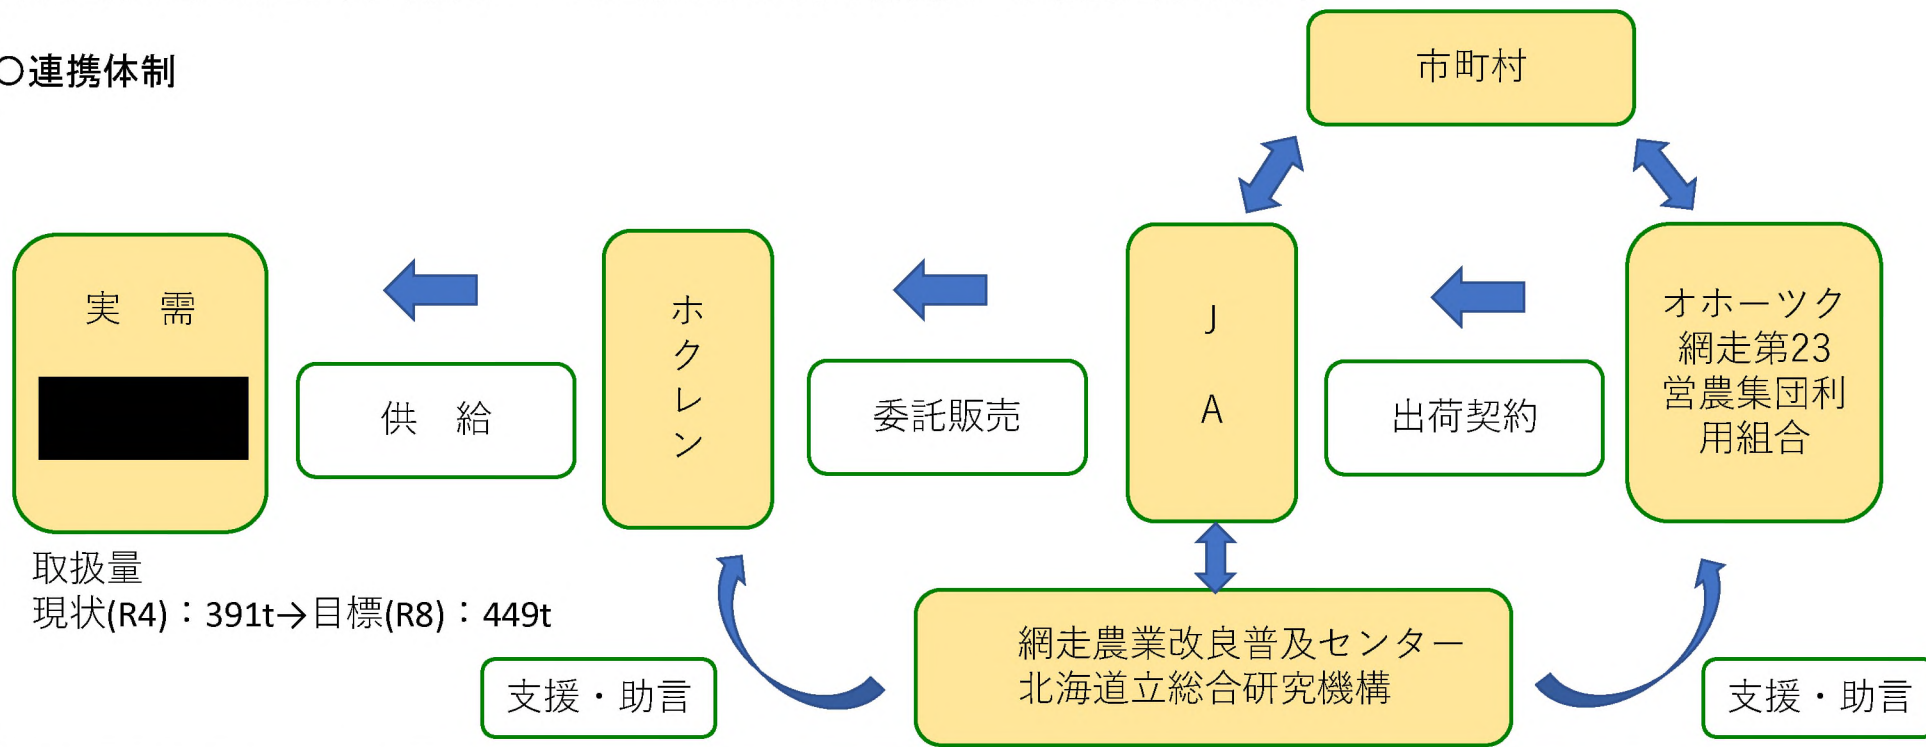 〇連携体制
市町村
実　需
供　給
ホクレン
委託販売
JA
出荷契約
オホーツク
網走第23
営農集団利
用組合
取扱量
現状(R4)：391t→目標(R8)：449t
支援・助言
網走農業改良普及センター
北海道立総合研究機構
支援・助言